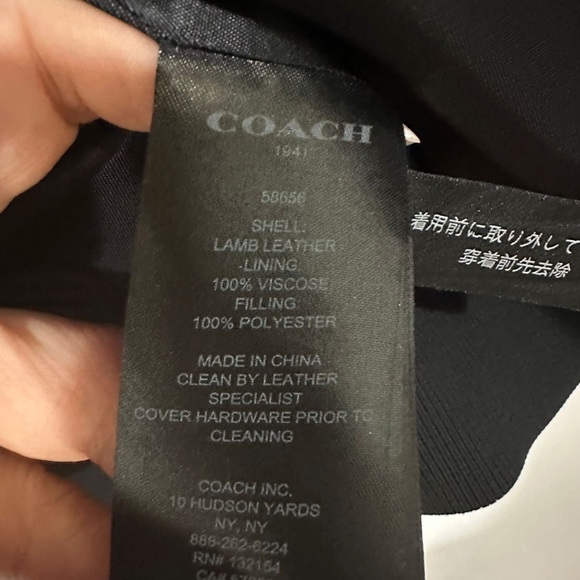 COACH
1941
58656
SHELL:
LAMB LEATHER
LINING:
100% VISCOSE
FILLING:
100% POLYESTER
MADE IN CHINA
CLEAN BY LEATHER
SPECIALIST
COVER HARDWARE PRIOR TO
CLEANING
COACH INC.
10 HUDSON YARDS
NY, NY
888-262-6224
RN# 132154
着用前に取り外して
穿着前先去除